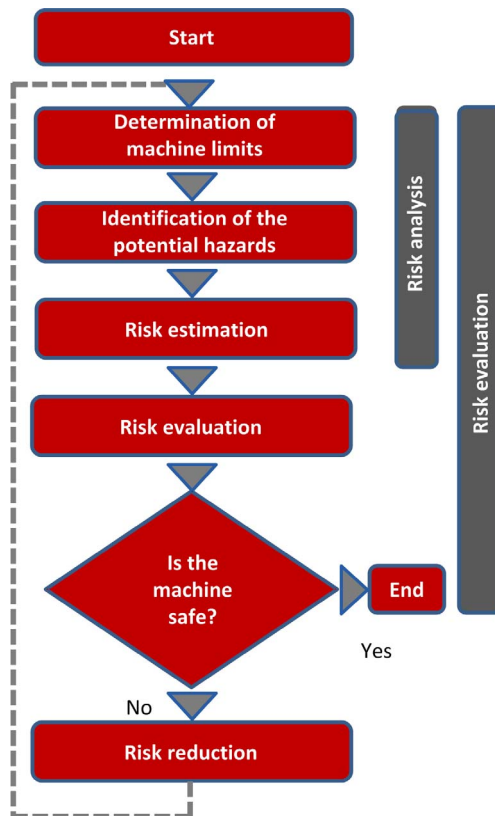 Start
Determination of
machine limits
Identification of the
potential hazards
Risk estimation
Risk evaluation
Is the
machine
safe?
End
Yes
No
Risk reduction
Risk analysis
Risk evaluation